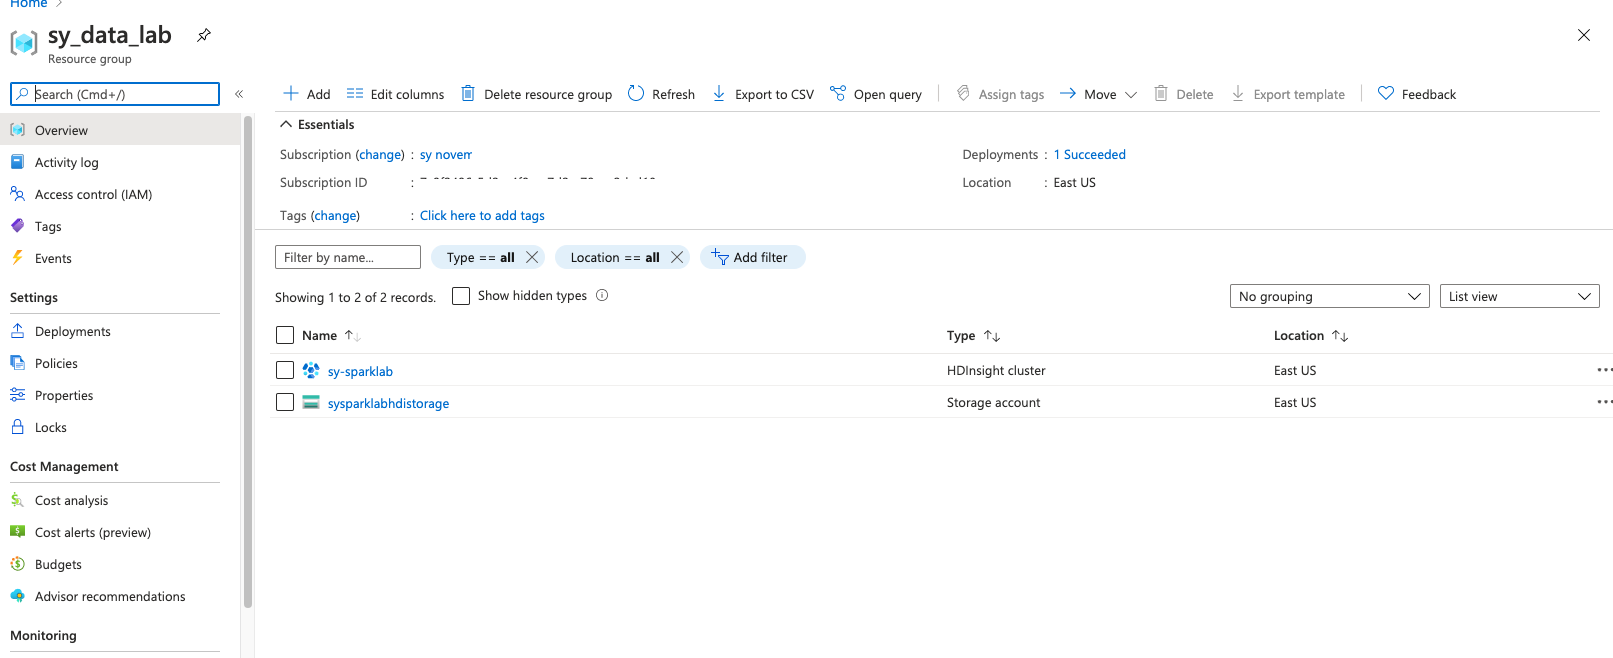 Home >
sy_data_lab
Resource group
Search (Cmd+/)
«
Add
Edit columns
Delete resource group
Refresh
Export to CSV
Open query
Assign tags
Move
Delete
Export template
Feedback
Overview
Activity log
Access control (IAM)
Tags
Events
Settings
Deployments
Policies
Properties
Locks
Cost Management
Cost analysis
Cost alerts (preview)
Budgets
Advisor recommendations
Monitoring
Essentials
Subscription (change) : sy novem
Deployments : 1 Succeeded
Subscription ID :
Location : East US
Tags (change) : Click here to add tags
Filter by name...
Type == all
Location == all
Add filter
Showing 1 to 2 of 2 records.
Show hidden types
No grouping
List view
Name Type Location
sy-sparklab HDInsight cluster East US
sysparklabhdistorage Storage account East US